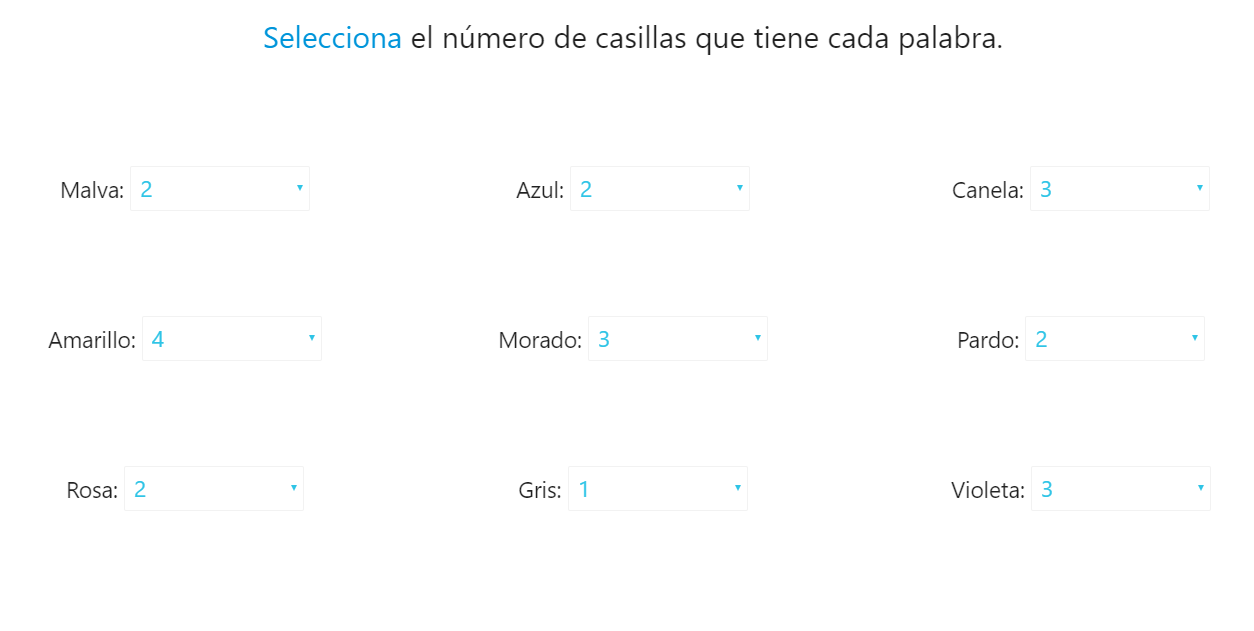 Selecciona el número de casillas que tiene cada palabra.
Malva: 2 Azul: 2 Canela: 3
Amarillo: 4 Morado: 3 Pardo: 2
Rosa: 2 Gris: 1 Violeta: 3